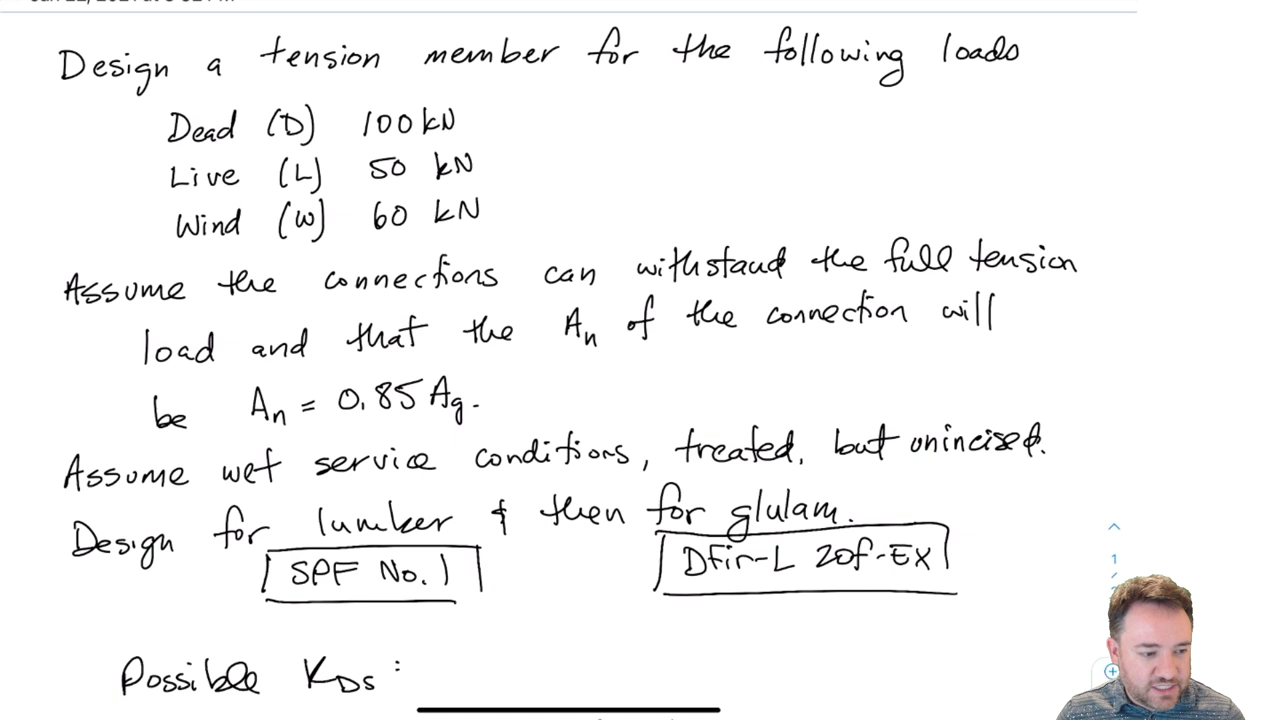 Design a tension member for the following loads
Dead (D) 100 kN
Live (L) 50 kN
Wind (W) 60 kN
Assume the connections can withstand the full tension
load and that the An of the connection will
be An = 0.85 Ag.
Assume wet service conditions, treated, but unincised.
Design for lumber & then for glulam.
SPF No. 1
DFir-L 20f-EX
Possible KDs :
1